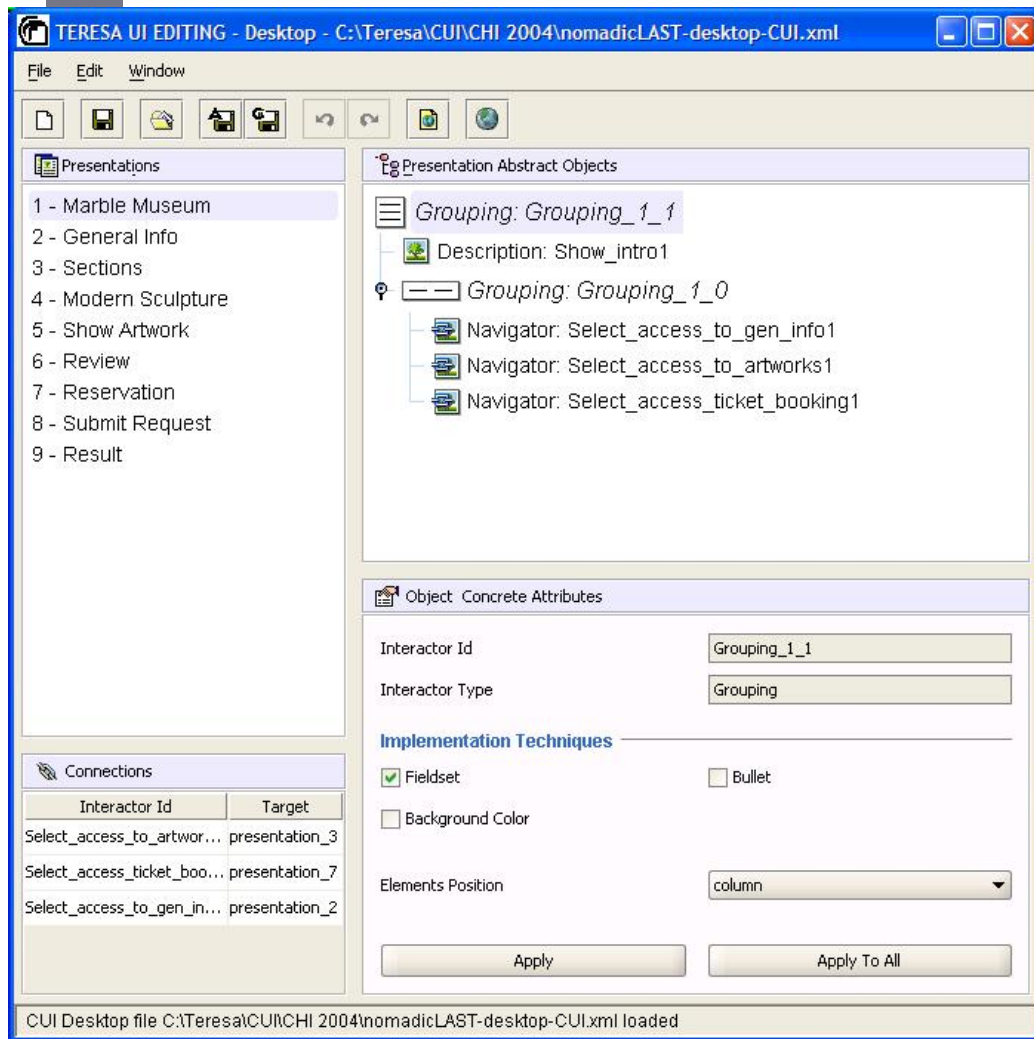 TERESA UI EDITING - Desktop - C:\Teresa\CUI\CHI 2004\nomadicLAST-desktop-CUI.xml
File Edit Window
Presentations
1 - Marble Museum
2 - General Info
3 - Sections
4 - Modern Sculpture
5 - Show Artwork
6 - Review
7 - Reservation
8 - Submit Request
9 - Result
Connections
Interactor Id Target
Select_access_to_artwor... presentation_3
Select_access_ticket_boo... presentation_7
Select_access_to_gen_in... presentation_2
Presentation Abstract Objects
Grouping: Grouping_1_1
Description: Show_intro1
Grouping: Grouping_1_0
Navigator: Select_access_to_gen_info1
Navigator: Select_access_to_artworks1
Navigator: Select_access_ticket_booking1
Object Concrete Attributes
Interactor Id Grouping_1_1
Interactor Type Grouping
Implementation Techniques
Fieldset Bullet
Background Color
Elements Position column
Apply Apply To All
CUI Desktop file C:\Teresa\CUI\CHI 2004\nomadicLAST-desktop-CUI.xml loaded